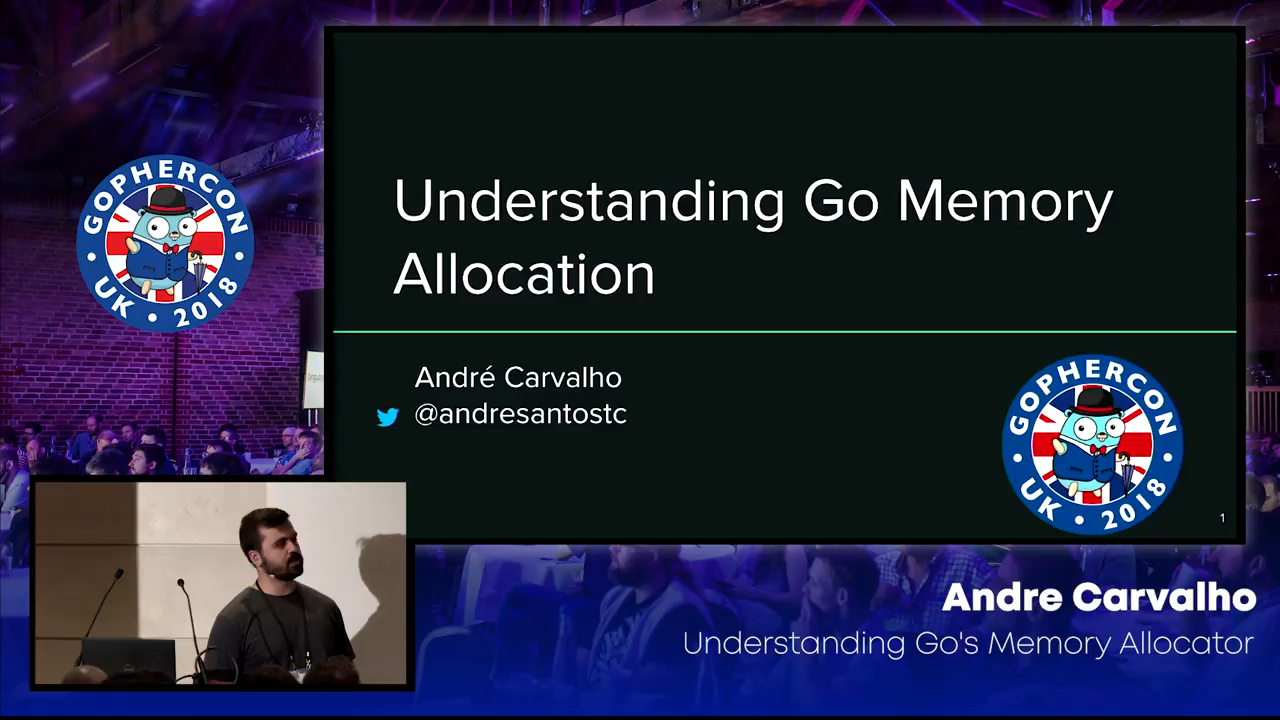 GOPHERCON
UK • 2018
Understanding Go Memory
Allocation
André Carvalho
@andresantostc
GOPHERCON
UK • 2018
1
Andre Carvalho
Understanding Go's Memory Allocator